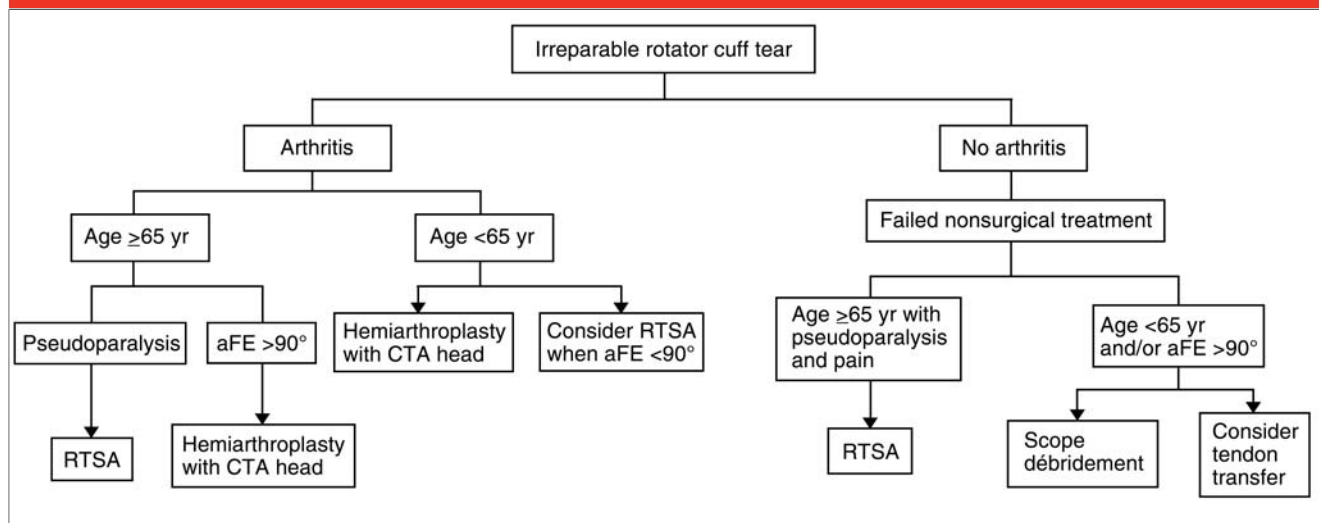 Irreparable rotator cuff tear
Arthritis
No arthritis
Age ≥65 yr
Age <65 yr
Failed nonsurgical treatment
Pseudoparalysis
aFE >90°
Hemiarthroplasty
with CTA head
Consider RTSA
when aFE <90°
Age ≥65 yr with
pseudoparalysis
and pain
Age <65 yr
and/or aFE >90°
RTSA
Hemiarthroplasty
with CTA head
RTSA
Scope
débridement
Consider
tendon
transfer